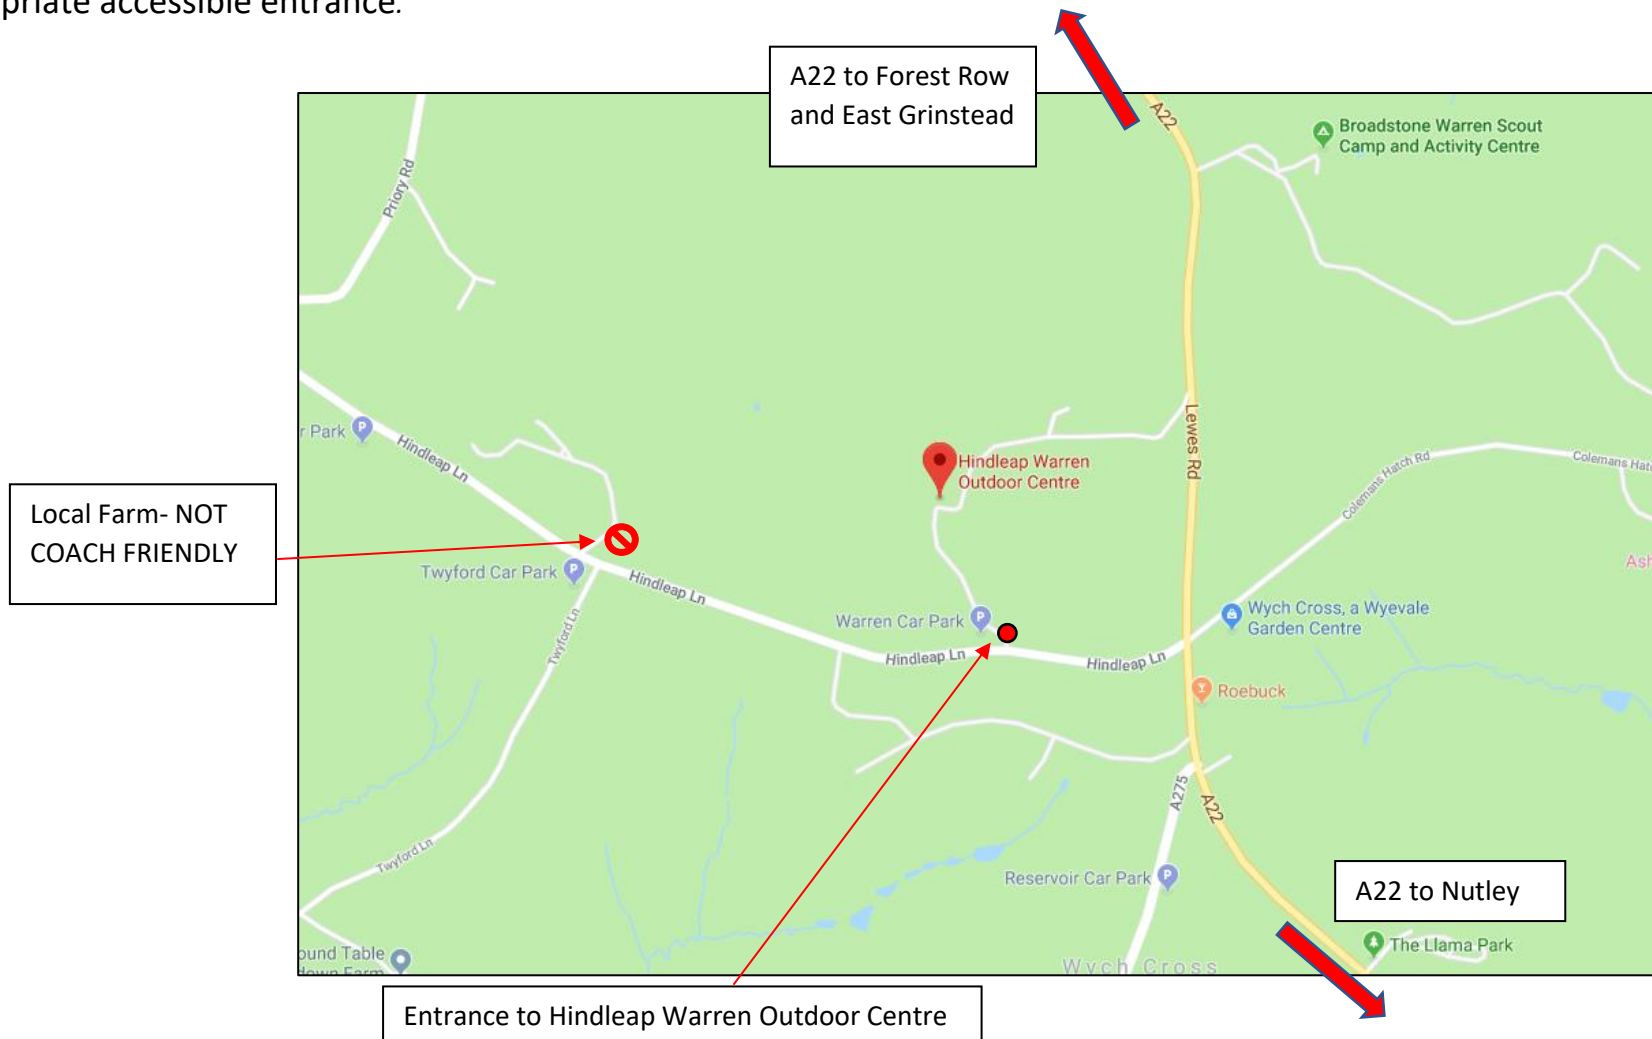 priate accessible entrance.
A22 to Forest Row
and East Grinstead
A22
Broadstone Warren Scout
Camp and Activity Centre
Priory Rd
r Park
P
Hindleap Ln
Lewes Rd
Hindleap Warren
Outdoor Centre
Colemans Hatch Rd
Colemans Hat
Local Farm- NOT
COACH FRIENDLY
Twyford Car Park
P
Hindleap Ln
Ash
Twyford Ln
Warren Car Park
P
Wych Cross, a Wyevale
Garden Centre
Hindleap Ln
Hindleap Ln
Roebuck
A275
A22
Twyford Ln
Reservoir Car Park
P
A22 to Nutley
The Llama Park
ound Table
down Farm
Wych Cross
Entrance to Hindleap Warren Outdoor Centre